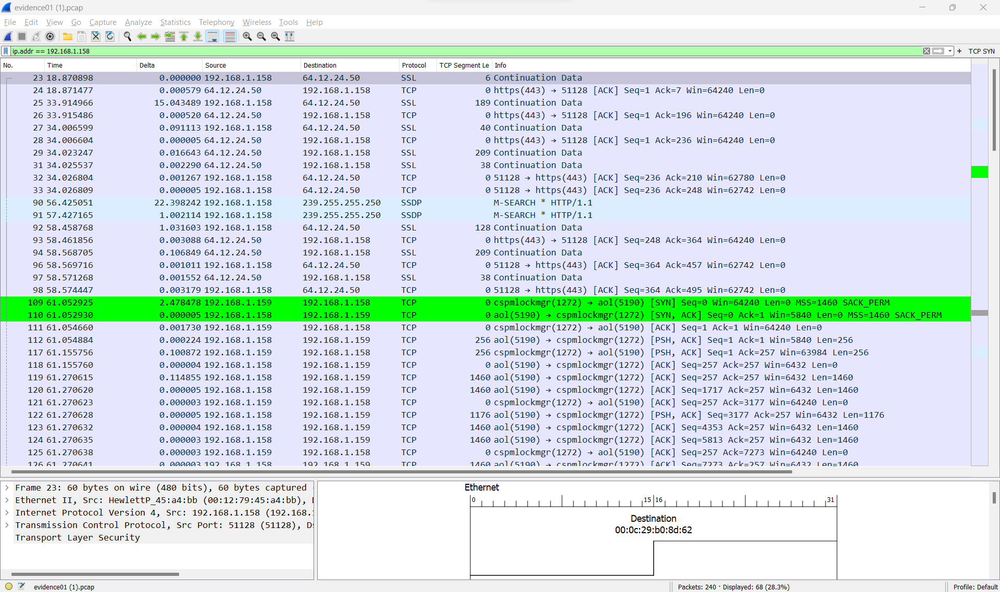 evidence01 (1).pcap
File Edit View Go Capture Analyze Statistics Telephony Wireless Tools Help
ip.addr == 192.168.1.158 + TCP SYN
No. Time Delta Source Destination Protocol TCP Segment Le Info
23 18.870898 0.000000 192.168.1.158 64.12.24.50 SSL 6 Continuation Data
24 18.871477 0.000579 64.12.24.50 192.168.1.158 TCP 0 https(443) → 51128 [ACK] Seq=1 Ack=7 Win=64240 Len=0
25 33.914966 15.043489 192.168.1.158 64.12.24.50 SSL 189 Continuation Data
26 33.915486 0.000520 64.12.24.50 192.168.1.158 TCP 0 https(443) → 51128 [ACK] Seq=1 Ack=196 Win=64240 Len=0
27 34.006599 0.091113 192.168.1.158 64.12.24.50 SSL 40 Continuation Data
28 34.006604 0.000005 64.12.24.50 192.168.1.158 TCP 0 https(443) → 51128 [ACK] Seq=1 Ack=236 Win=64240 Len=0
29 34.023247 0.016643 64.12.24.50 192.168.1.158 SSL 209 Continuation Data
31 34.025537 0.002290 64.12.24.50 192.168.1.158 SSL 38 Continuation Data
32 34.026804 0.001267 192.168.1.158 64.12.24.50 TCP 0 51128 → https(443) [ACK] Seq=236 Ack=210 Win=62780 Len=0
33 34.026809 0.000005 192.168.1.158 64.12.24.50 TCP 0 51128 → https(443) [ACK] Seq=236 Ack=248 Win=62742 Len=0
90 56.425051 22.398242 192.168.1.158 239.255.255.250 SSDP M-SEARCH * HTTP/1.1
91 57.427165 1.002114 192.168.1.158 239.255.255.250 SSDP M-SEARCH * HTTP/1.1
92 58.458768 1.031603 192.168.1.158 64.12.24.50 SSL 128 Continuation Data
93 58.461856 0.003088 64.12.24.50 192.168.1.158 TCP 0 https(443) → 51128 [ACK] Seq=248 Ack=364 Win=64240 Len=0
94 58.568705 0.106849 64.12.24.50 192.168.1.158 SSL 209 Continuation Data
96 58.569716 0.001011 192.168.1.158 64.12.24.50 TCP 0 51128 → https(443) [ACK] Seq=364 Ack=457 Win=62742 Len=0
97 58.571268 0.001552 64.12.24.50 192.168.1.158 SSL 38 Continuation Data
98 58.574447 0.003179 192.168.1.158 64.12.24.50 TCP 0 51128 → https(443) [ACK] Seq=364 Ack=495 Win=62742 Len=0
109 61.052925 2.478478 192.168.1.159 192.168.1.158 TCP 0 cspmlockmgr(1272) → aol(5190) [SYN] Seq=0 Win=64240 Len=0 MSS=1460 SACK_PERM
110 61.052930 0.000005 192.168.1.158 192.168.1.159 TCP 0 aol(5190) → cspmlockmgr(1272) [SYN, ACK] Seq=0 Ack=1 Win=5840 Len=0 MSS=1460 SACK_PERM
111 61.054660 0.001730 192.168.1.159 192.168.1.158 TCP 0 cspmlockmgr(1272) → aol(5190) [ACK] Seq=1 Ack=1 Win=64240 Len=0
112 61.054884 0.000224 192.168.1.158 192.168.1.159 TCP 256 aol(5190) → cspmlockmgr(1272) [PSH, ACK] Seq=1 Ack=1 Win=5840 Len=256
117 61.155756 0.100872 192.168.1.159 192.168.1.158 TCP 256 cspmlockmgr(1272) → aol(5190) [PSH, ACK] Seq=1 Ack=257 Win=63984 Len=256
118 61.155760 0.000004 192.168.1.158 192.168.1.159 TCP 0 aol(5190) → cspmlockmgr(1272) [ACK] Seq=257 Ack=257 Win=6432 Len=0
119 61.270615 0.114855 192.168.1.158 192.168.1.159 TCP 1460 aol(5190) → cspmlockmgr(1272) [ACK] Seq=257 Ack=257 Win=6432 Len=1460
120 61.270620 0.000005 192.168.1.158 192.168.1.159 TCP 1460 aol(5190) → cspmlockmgr(1272) [ACK] Seq=1717 Ack=257 Win=6432 Len=1460
121 61.270623 0.000003 192.168.1.159 192.168.1.158 TCP 0 cspmlockmgr(1272) → aol(5190) [ACK] Seq=257 Ack=3177 Win=64240 Len=0
122 61.270628 0.000005 192.168.1.158 192.168.1.159 TCP 1176 aol(5190) → cspmlockmgr(1272) [PSH, ACK] Seq=3177 Ack=257 Win=6432 Len=1176
123 61.270632 0.000004 192.168.1.158 192.168.1.159 TCP 1460 aol(5190) → cspmlockmgr(1272) [ACK] Seq=4353 Ack=257 Win=6432 Len=1460
124 61.270635 0.000003 192.168.1.158 192.168.1.159 TCP 1460 aol(5190) → cspmlockmgr(1272) [ACK] Seq=5813 Ack=257 Win=6432 Len=1460
125 61.270638 0.000003 192.168.1.159 192.168.1.158 TCP 0 cspmlockmgr(1272) → aol(5190) [ACK] Seq=257 Ack=7273 Win=64240 Len=0
126 61.270641 0.000003 192.168.1.158 192.168.1.159 TCP 1460 aol(5190) → cspmlockmgr(1272) [ACK] Seq=7273 Ack=257 Win=6432 Len=1460
Frame 23: 60 bytes on wire (480 bits), 60 bytes captured
Ethernet II, Src: HewlettP_45:a4:bb (00:12:79:45:a4:bb),
Internet Protocol Version 4, Src: 192.168.1.158 (192.168.
Transmission Control Protocol, Src Port: 51128 (51128),
Transport Layer Security
Ethernet
0 15 16 31
Destination
00:0c:29:b0:8d:62
evidence01 (1).pcap
Packets: 240 · Displayed: 68 (28.3%)
Profile: Default